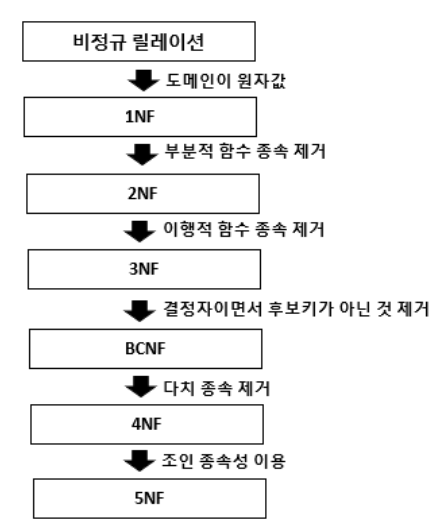 비정규 릴레이션
도메인이 원자값
1NF
부분적 함수 종속 제거
2NF
이행적 함수 종속 제거
3NF
결정자이면서 후보키가 아닌 것 제거
BCNF
다치 종속 제거
4NF
조인 종속성 이용
5NF